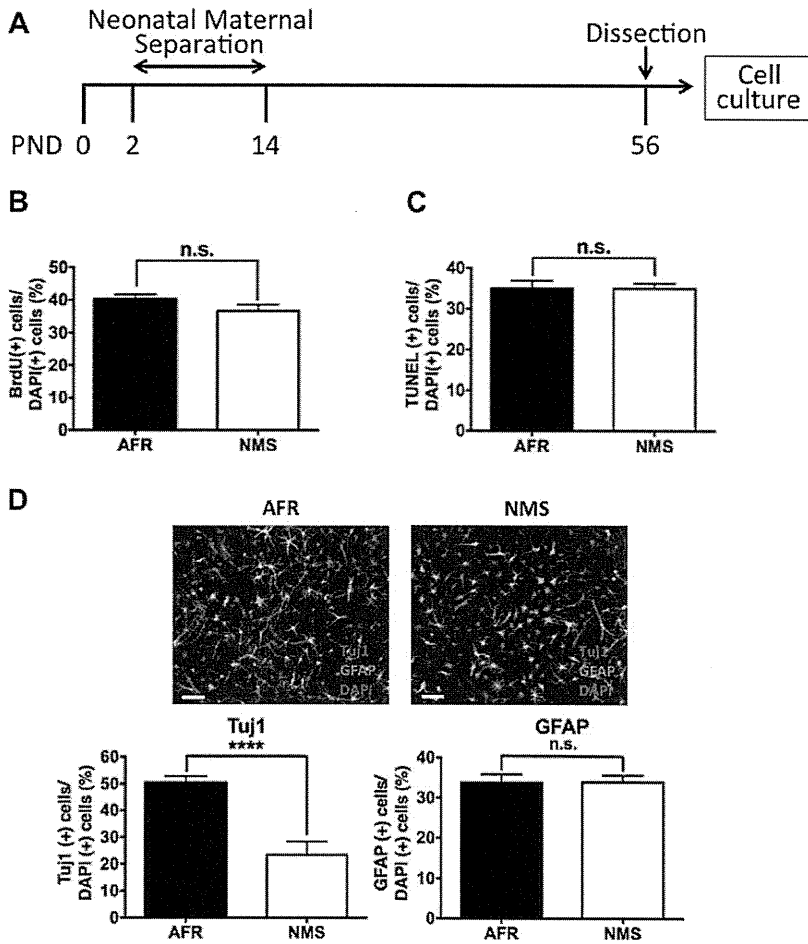 A
Neonatal Maternal
Separation
Dissection
Cell
culture
PND 0 2 14 56
B
n.s.
BrdU(+) cells/
DAPI(+) cells (%)
50
40
30
20
10
0
AFR NMS
C
n.s.
TUNEL (+) cells/
DAPI(+) cells (%)
40
30
20
10
0
AFR NMS
D
AFR NMS
Tuj1
GFAP
DAPI
Tuj1
GFAP
DAPI
Tuj1
****
Tuj1 (+) cells/
DAPI (+) cells (%)
60
50
40
30
20
10
0
AFR NMS
GFAP
n.s.
GFAP (+) cells/
DAPI (+) cells (%)
40
30
20
10
0
AFR NMS